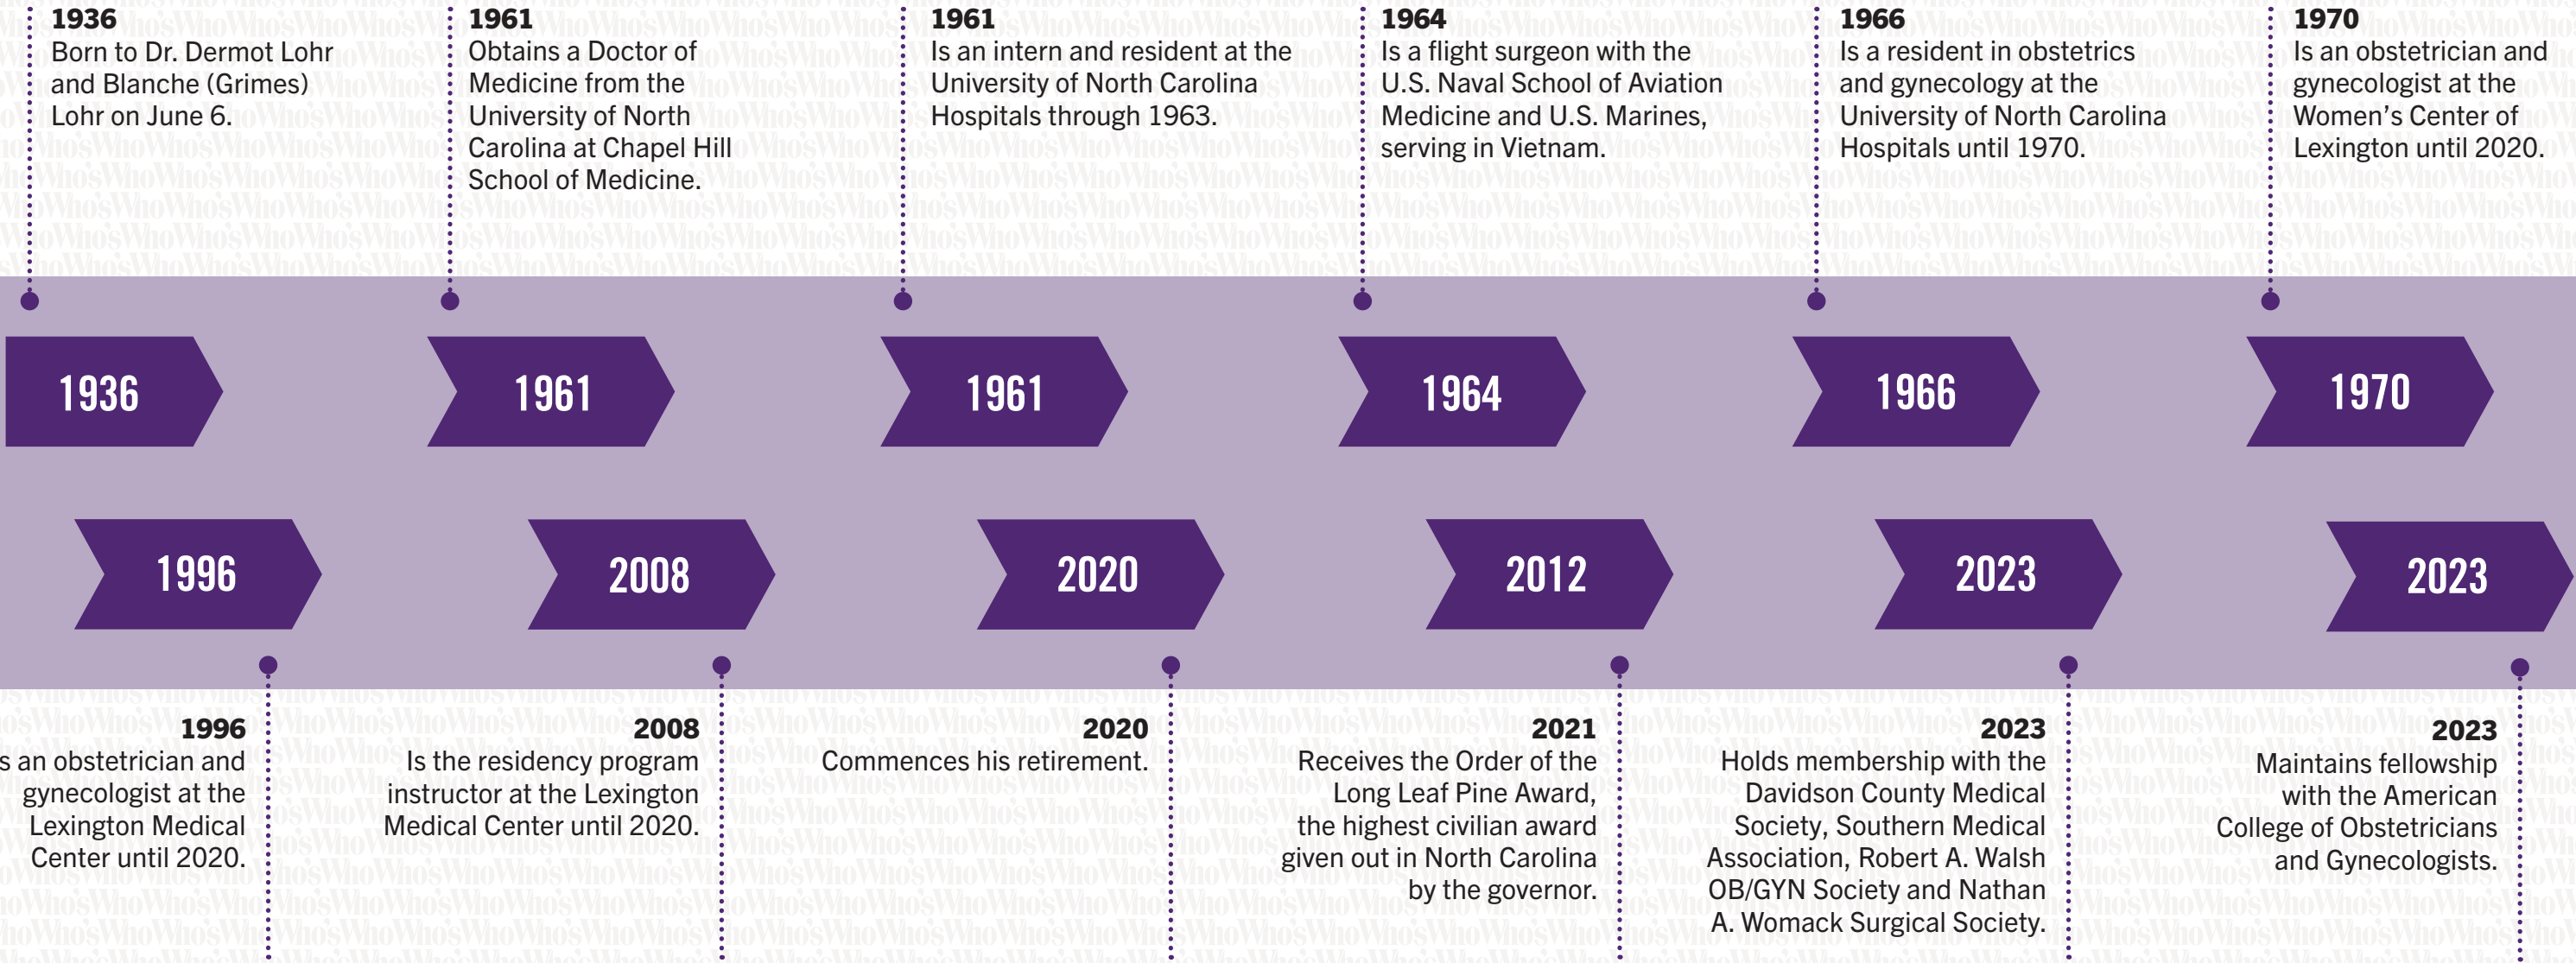 1936
Born to Dr. Dermot Lohr
and Blanche (Grimes)
Lohr on June 6.
1961
Obtains a Doctor of
Medicine from the
University of North
Carolina at Chapel Hill
School of Medicine.
1961
Is an intern and resident at the
University of North Carolina
Hospitals through 1963.
1964
Is a flight surgeon with the
U.S. Naval School of Aviation
Medicine and U.S. Marines,
serving in Vietnam.
1966
Is a resident in obstetrics
and gynecology at the
University of North Carolina
Hospitals until 1970.
1970
Is an obstetrician and
gynecologist at the
Women's Center of
Lexington until 2020.
1936
1961
1961
1964
1966
1970
1996
2008
2020
2012
2023
2023
1996
s an obstetrician and
gynecologist at the
Lexington Medical
Center until 2020.
2008
Is the residency program
instructor at the Lexington
Medical Center until 2020.
2020
Commences his retirement.
2021
Receives the Order of the
Long Leaf Pine Award,
the highest civilian award
given out in North Carolina
by the governor.
2023
Holds membership with the
Davidson County Medical
Society, Southern Medical
Association, Robert A. Walsh
OB/GYN Society and Nathan
A. Womack Surgical Society.
2023
Maintains fellowship
with the American
College of Obstetricians
and Gynecologists.